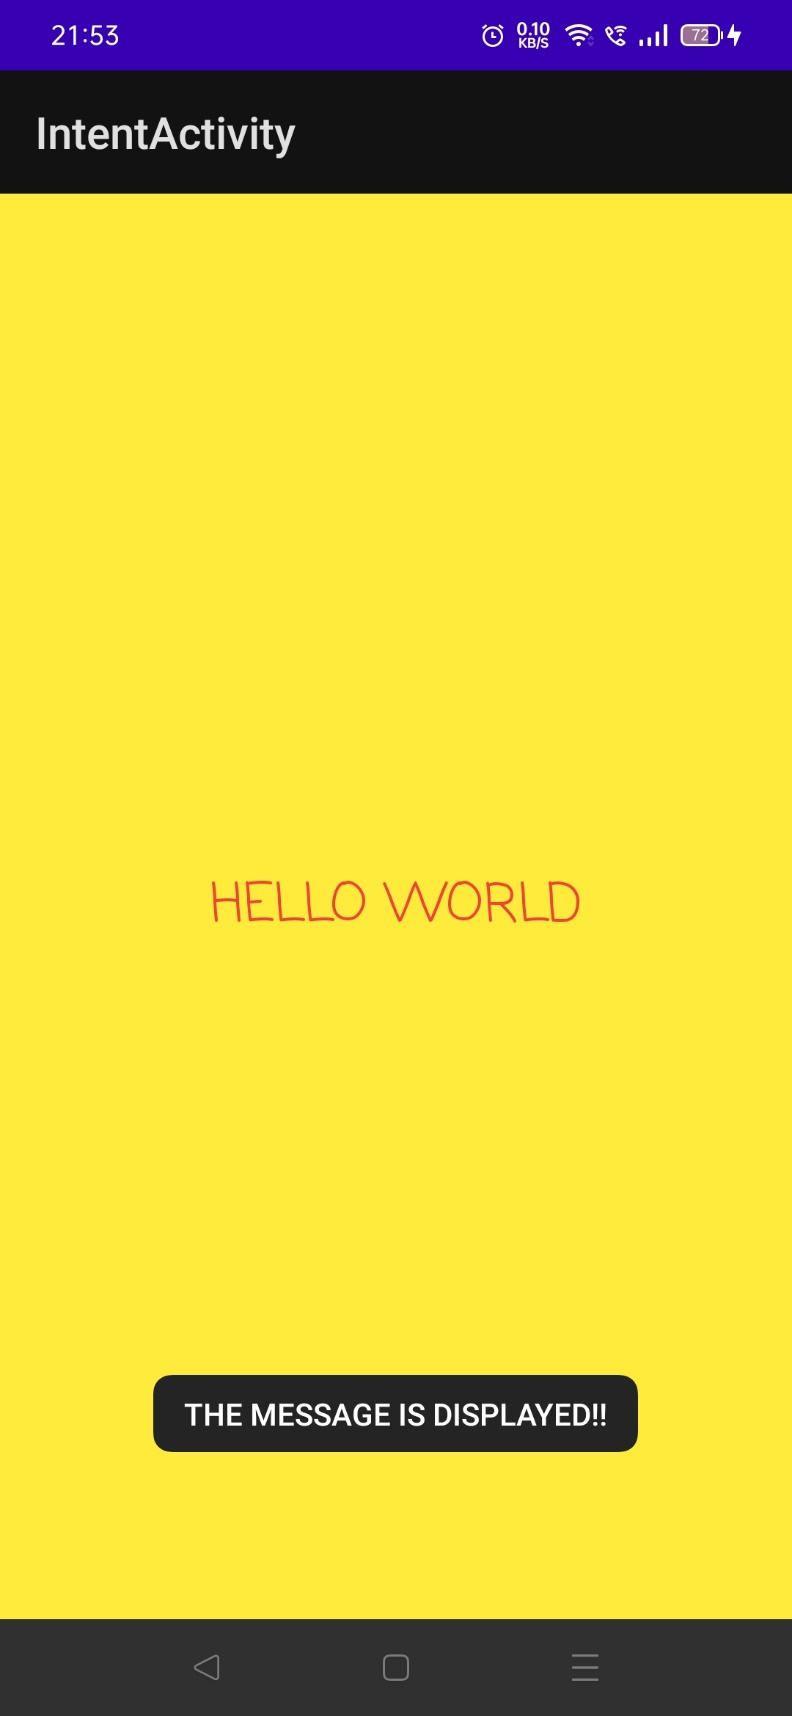 21:53 0.10 KB/S 72
IntentActivity
HELLO WORLD
THE MESSAGE IS DISPLAYED!!